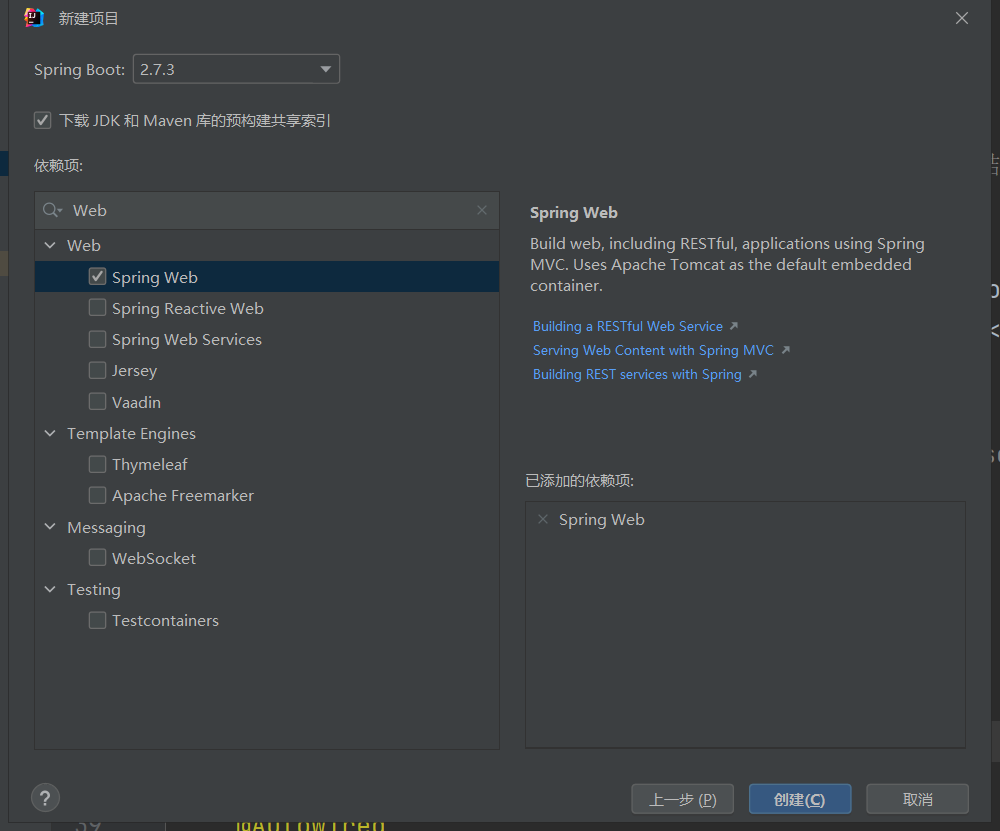 新建项目
Spring Boot: 2.7.3
下载 JDK 和 Maven 库的预构建共享索引
依赖项:
Web
Web
Spring Web
Spring Reactive Web
Spring Web Services
Jersey
Vaadin
Template Engines
Thymeleaf
Apache Freemarker
Messaging
WebSocket
Testing
Testcontainers
Spring Web
Build web, including RESTful, applications using Spring
MVC. Uses Apache Tomcat as the default embedded
container.
Building a RESTful Web Service
Serving Web Content with Spring MVC
Building REST services with Spring
已添加的依赖项:
Spring Web
?
上一步 (P)
创建(C)
取消
39
@Autowired